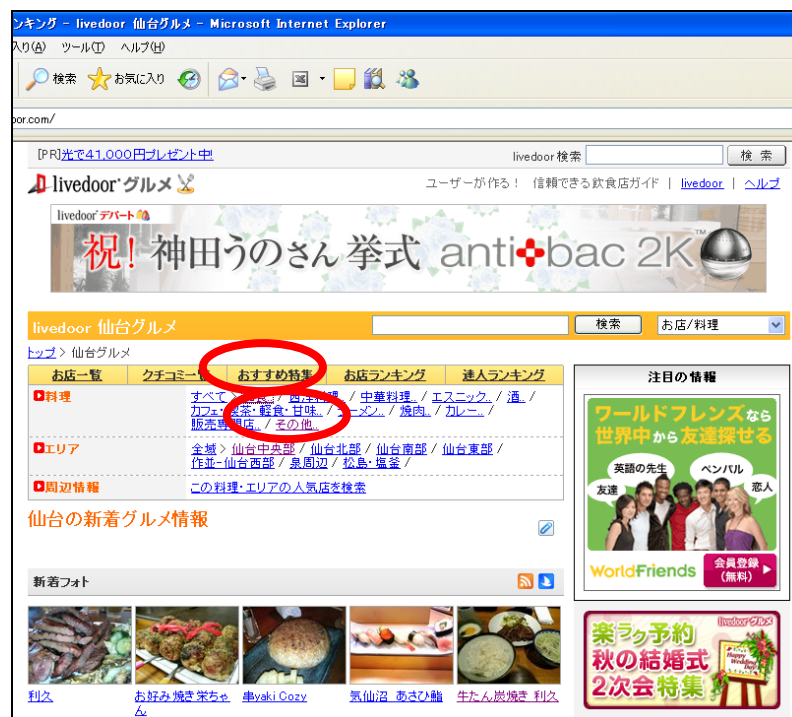 ンキング - livedoor 仙台グルメ - Microsoft Internet Explorer
入り(A) ツール(T) ヘルプ(H)
検索 お気に入り
oor.com/
[PR]光で41,000円プレゼント中!
livedoor 検索 検 索
livedoor グルメ
ユーザーが作る! 信頼できる飲食店ガイド | livedoor | ヘルプ
livedoor デパート
祝! 神田うのさん 挙式 anti bac 2K™
livedoor 仙台グルメ 検索 お店/料理
トップ > 仙台グルメ
お店一覧 クチコミ一覧 おすすめ特集 お店ランキング 達人ランキング
料理 すべて > 和食.. / 西洋料理.. / 中華料理.. / エスニック.. / 酒.. /
カフェ・喫茶・軽食・甘味.. / ラーメン.. / 焼肉.. / カレー.. /
販売専門店.. / その他..
エリア 全域 > 仙台中央部 / 仙台北部 / 仙台南部 / 仙台東部 /
作並-仙台西部 / 泉周辺 / 松島・塩釜 /
周辺情報 この料理・エリアの人気店を検索
仙台の新着グルメ情報
新着フォト
利久
お好み焼き栄ちゃん
串yaki Cozy
気仙沼 あさひ鮨
牛たん炭焼き 利久
注目の情報
ワールドフレンズなら
世界中から友達探せる
英語の先生 ペンパル
友達 恋人
WorldFriends
会員登録
(無料)
livedoor グルメ
楽ラク予約
秋の結婚式
2次会特集
Happy
Wedding
Day!